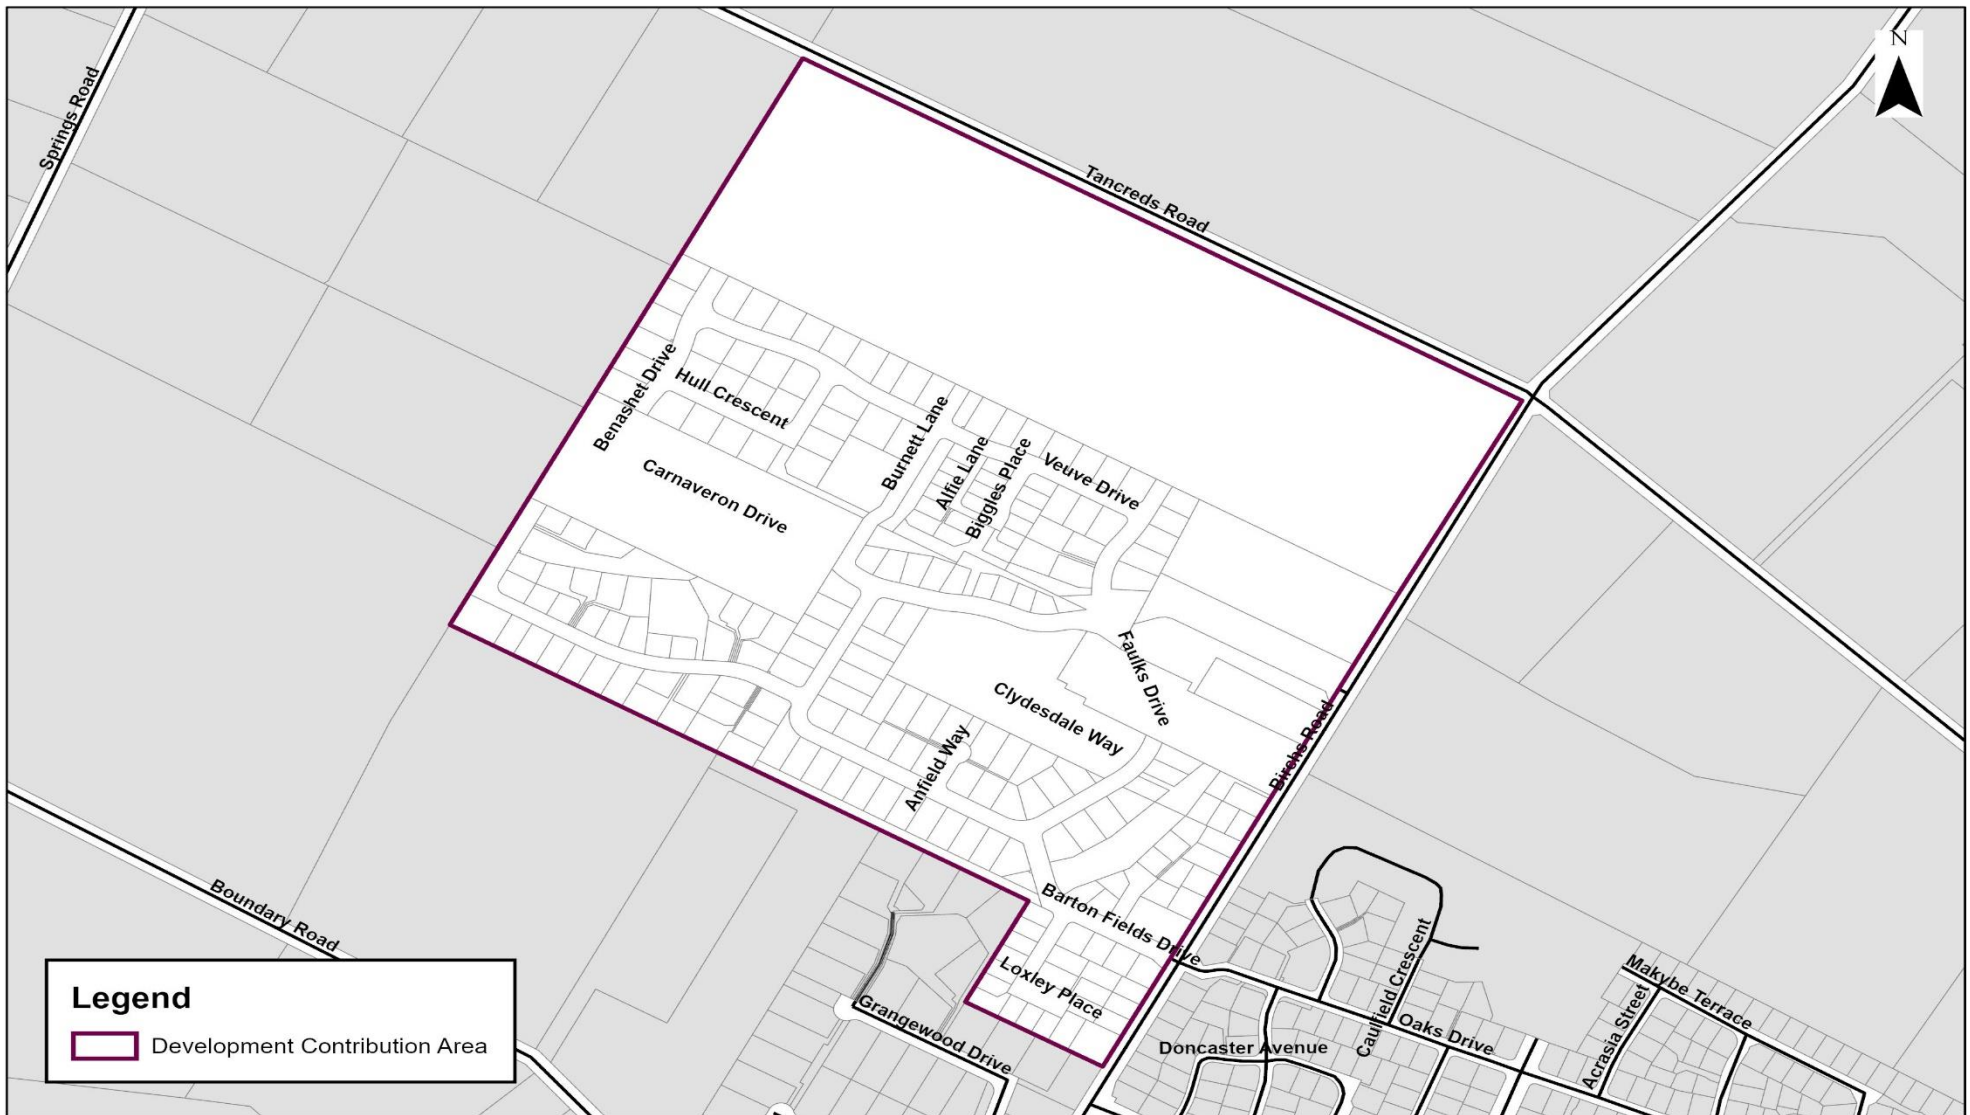 N
Springs Road
Tancreds Road
Benashet Drive
Hull Crescent
Burnett Lane
Alfie Lane
Biggles Place
Veuve Drive
Carnaveron Drive
Faulks Drive
Clydesdale Way
Anfield Way
Birchs Road
Barton Fields Drive
Loxley Place
Boundary Road
Grangewood Drive
Caulfield Crescent
Oaks Drive
Doncaster Avenue
Acrasia Street
Makybe Terrace
Legend
Development Contribution Area